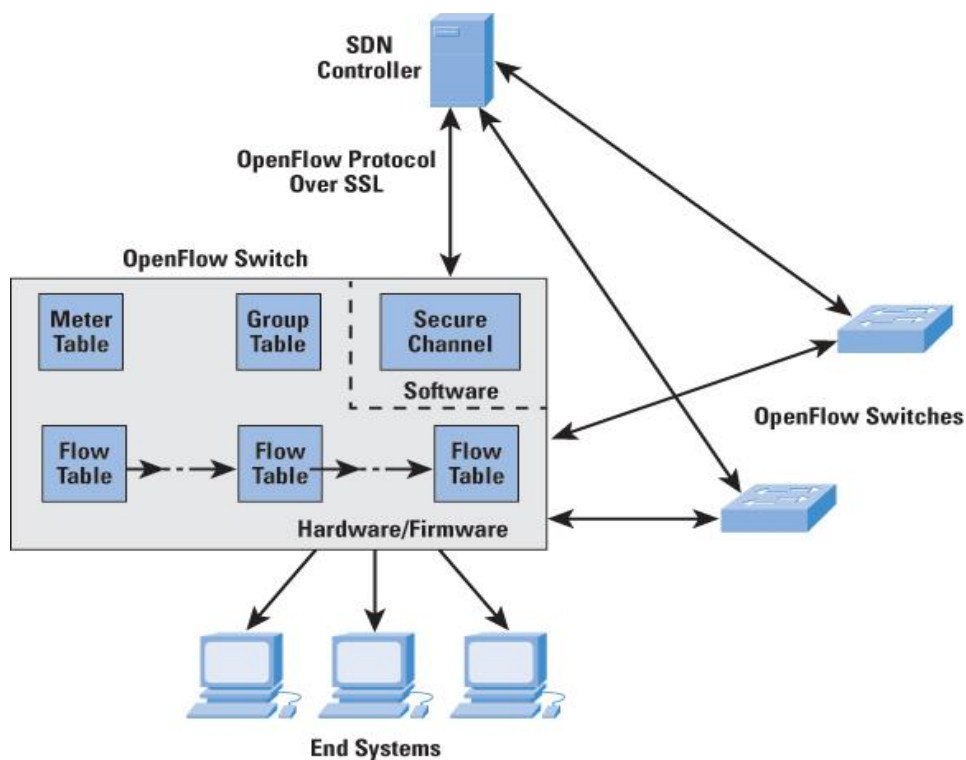 SDN
Controller
OpenFlow Protocol
Over SSL
OpenFlow Switch
Meter
Table
Group
Table
Secure
Channel
Software
OpenFlow Switches
Flow
Table
Flow
Table
Flow
Table
Hardware/Firmware
End Systems